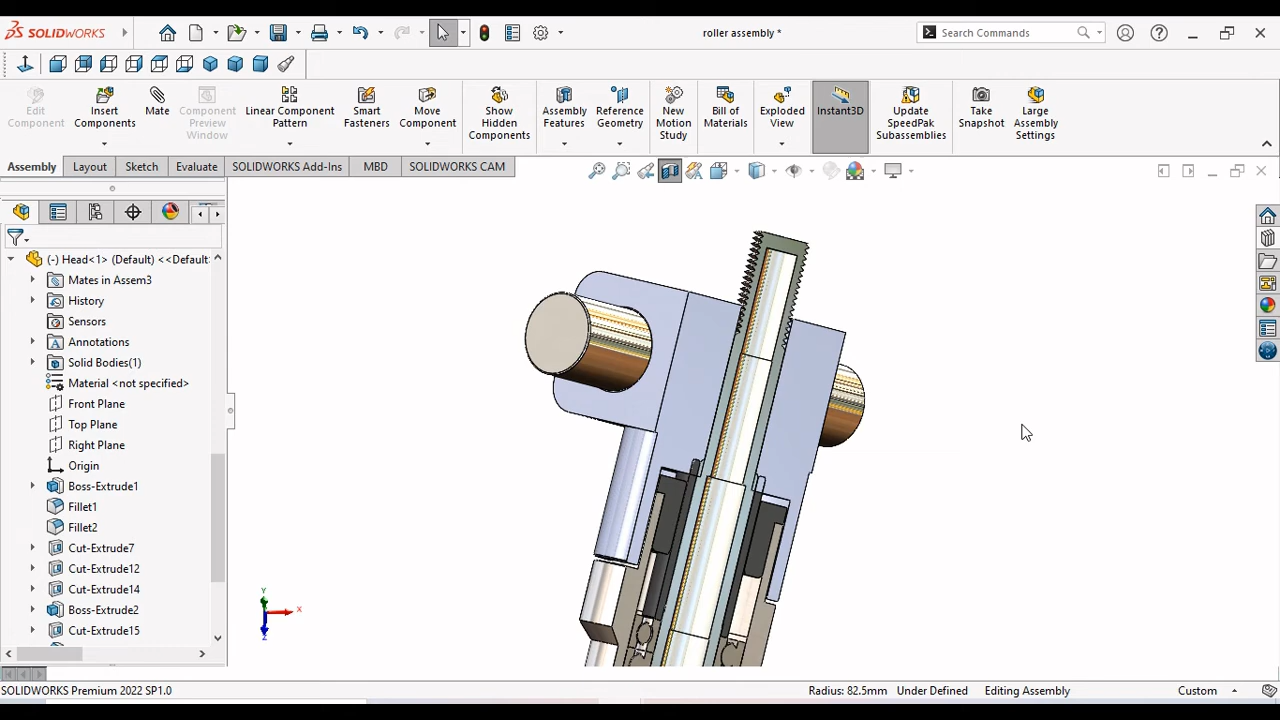 SOLIDWORKS
roller assembly *
Search Commands
Edit Component
Insert Components
Mate
Component Preview Window
Linear Component Pattern
Smart Fasteners
Move Component
Show Hidden Components
Assembly Features
Reference Geometry
New Motion Study
Bill of Materials
Exploded View
Instant3D
Update SpeedPak Subassemblies
Take Snapshot
Large Assembly Settings
Assembly
Layout
Sketch
Evaluate
SOLIDWORKS Add-Ins
MBD
SOLIDWORKS CAM
(-) Head<1> (Default) <<Default
Mates in Assem3
History
Sensors
Annotations
Solid Bodies(1)
Material <not specified>
Front Plane
Top Plane
Right Plane
Origin
Boss-Extrude1
Fillet1
Fillet2
Cut-Extrude7
Cut-Extrude12
Cut-Extrude14
Boss-Extrude2
Cut-Extrude15
Y
X
Z
SOLIDWORKS Premium 2022 SP1.0
Radius: 82.5mm
Under Defined
Editing Assembly
Custom